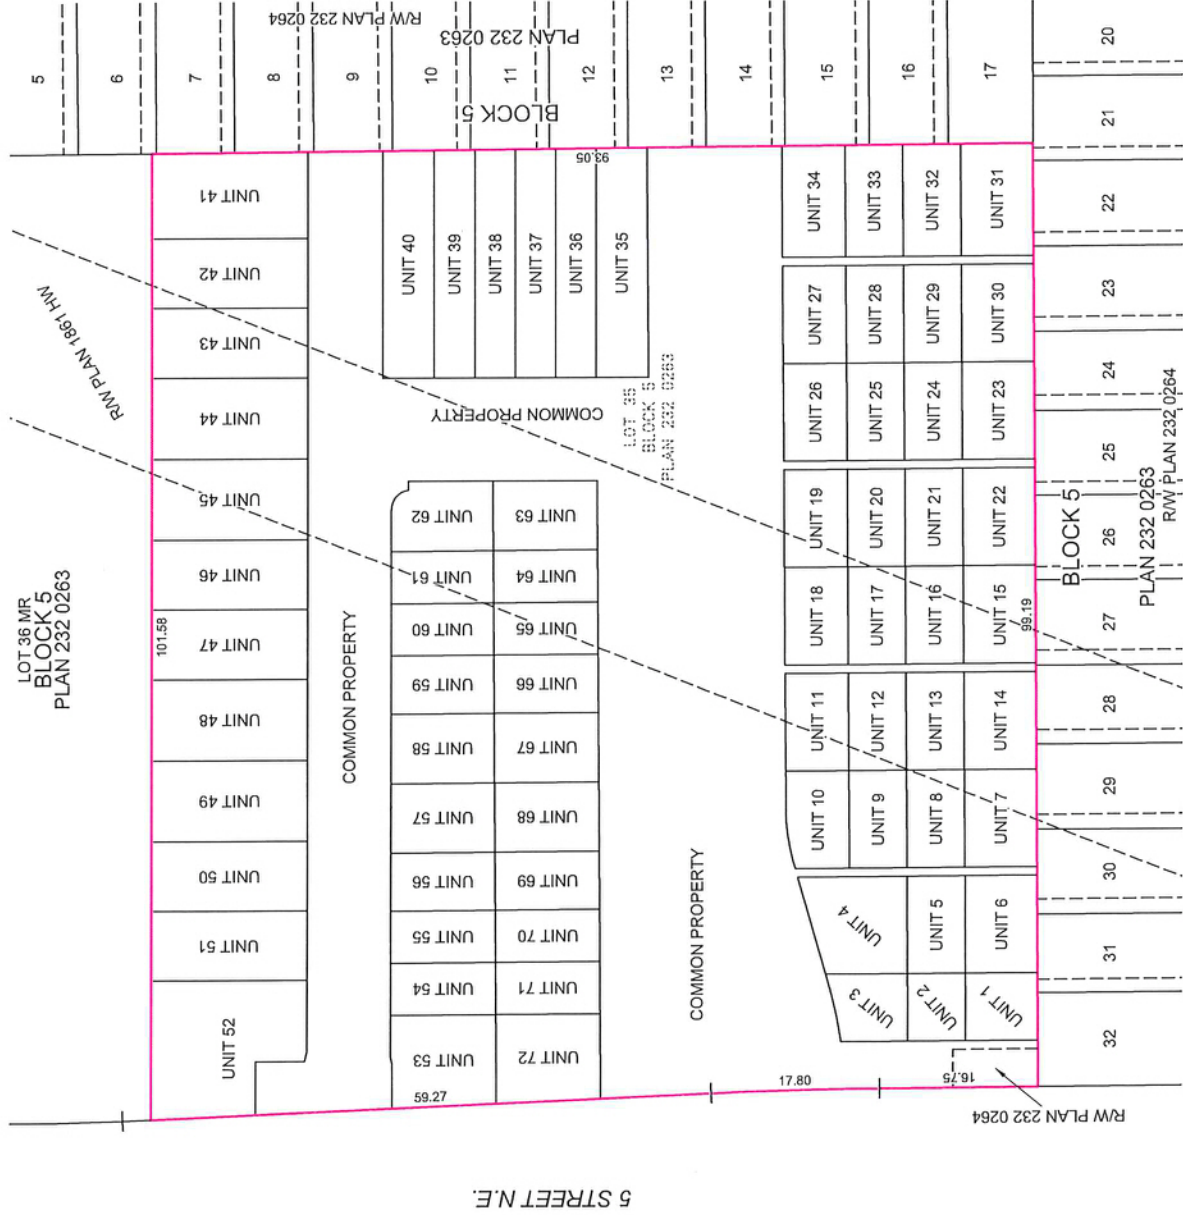 R/W PLAN 232 0264
PLAN 232 0263
BLOCK 5
5
6
7
8
9
10
11
12
13
14
15
16
17
20
21
22
23
24
25
26
27
28
29
30
31
32
R/W PLAN 1861 HW
LOT 36 MR
BLOCK 5
PLAN 232 0263
101.58
93.05
99.19
59.27
17.80
16.75
UNIT 41
UNIT 42
UNIT 43
UNIT 44
UNIT 45
UNIT 46
UNIT 47
UNIT 48
UNIT 49
UNIT 50
UNIT 51
UNIT 52
COMMON PROPERTY
UNIT 40
UNIT 39
UNIT 38
UNIT 37
UNIT 36
UNIT 35
COMMON PROPERTY
LOT 35
BLOCK 5
PLAN 232 0263
UNIT 62
UNIT 61
UNIT 60
UNIT 59
UNIT 58
UNIT 57
UNIT 56
UNIT 55
UNIT 54
UNIT 53
UNIT 63
UNIT 64
UNIT 65
UNIT 66
UNIT 67
UNIT 68
UNIT 69
UNIT 70
UNIT 71
UNIT 72
COMMON PROPERTY
UNIT 34
UNIT 33
UNIT 32
UNIT 31
UNIT 27
UNIT 28
UNIT 29
UNIT 30
UNIT 26
UNIT 25
UNIT 24
UNIT 23
UNIT 19
UNIT 20
UNIT 21
UNIT 22
UNIT 18
UNIT 17
UNIT 16
UNIT 15
UNIT 11
UNIT 12
UNIT 13
UNIT 14
UNIT 10
UNIT 9
UNIT 8
UNIT 7
UNIT 4
UNIT 5
UNIT 6
UNIT 3
UNIT 2
UNIT 1
BLOCK 5
PLAN 232 0263
R/W PLAN 232 0264
R/W PLAN 232 0264
5 STREET N.E.